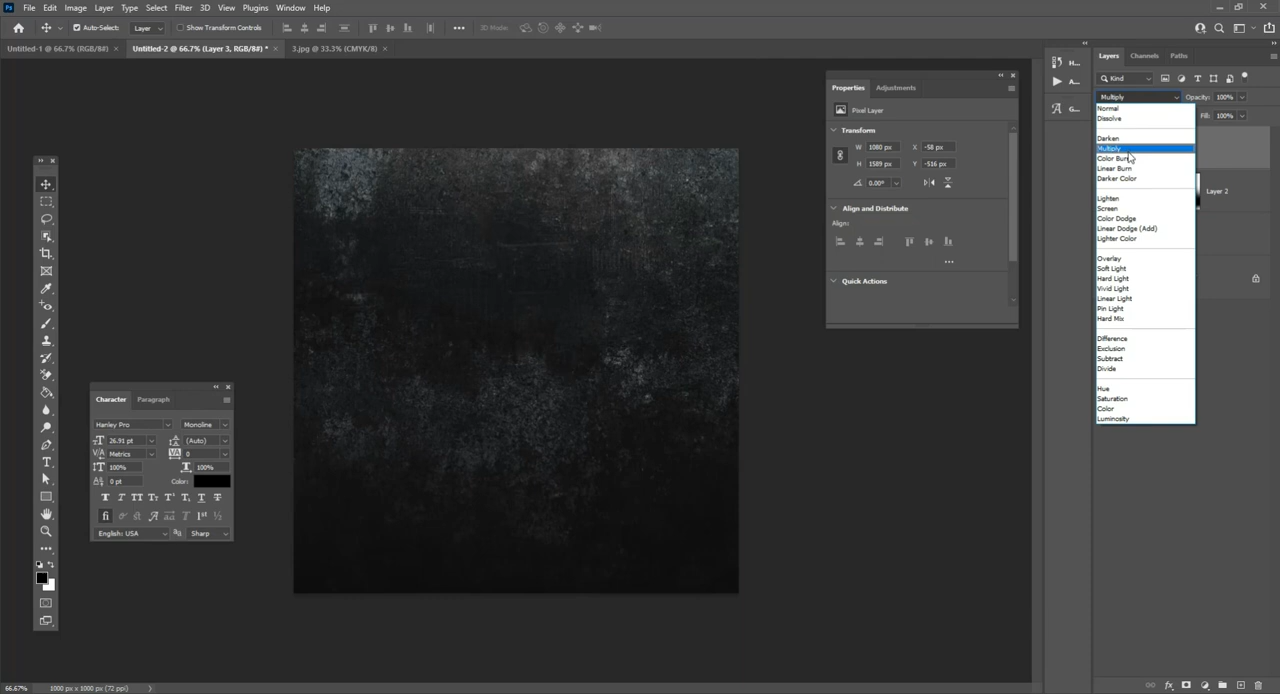 Ps File Edit Image Layer Type Select Filter 3D View Plugins Window Help
Auto-Select: Layer Show Transform Controls 3D Mode:
Untitled-1 @ 66.7% (RGB/8#) × Untitled-2 @ 66.7% (Layer 3, RGB/8#) * × 3.jpg @ 33.3% (CMYK/8) ×
H...
A...
G...
Properties Adjustments
Pixel Layer
Transform
W 1080 px X -58 px
H 1589 px Y -516 px
0.00°
Align and Distribute
Align:
Quick Actions
Character Paragraph
Hanley Pro Monoline
26.91 pt (Auto)
Metrics 0
100% 100%
0 pt Color:
English: USA Sharp
Layers Channels Paths
Kind
Multiply Opacity: 100%
Fill: 100%
Normal
Dissolve
Darken
Multiply
Color Burn
Linear Burn
Darker Color
Lighten
Screen
Color Dodge
Linear Dodge (Add)
Lighter Color
Overlay
Soft Light
Hard Light
Vivid Light
Linear Light
Pin Light
Hard Mix
Difference
Exclusion
Subtract
Divide
Hue
Saturation
Color
Luminosity
Layer 2
66.67% 1000 px x 1000 px (72 ppi)